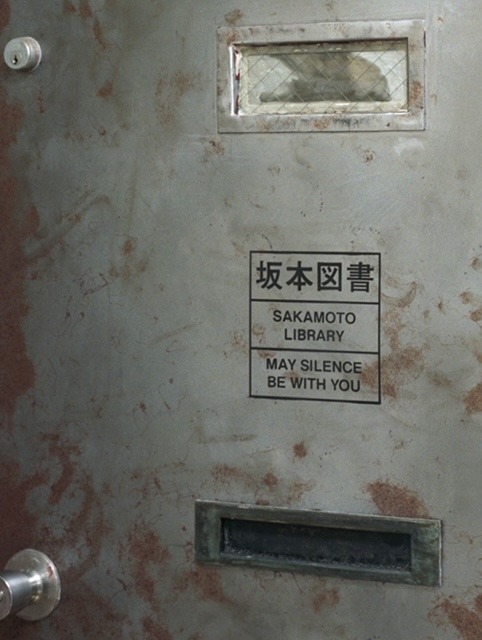 坂本図書
SAKAMOTO
LIBRARY
MAY SILENCE
BE WITH YOU